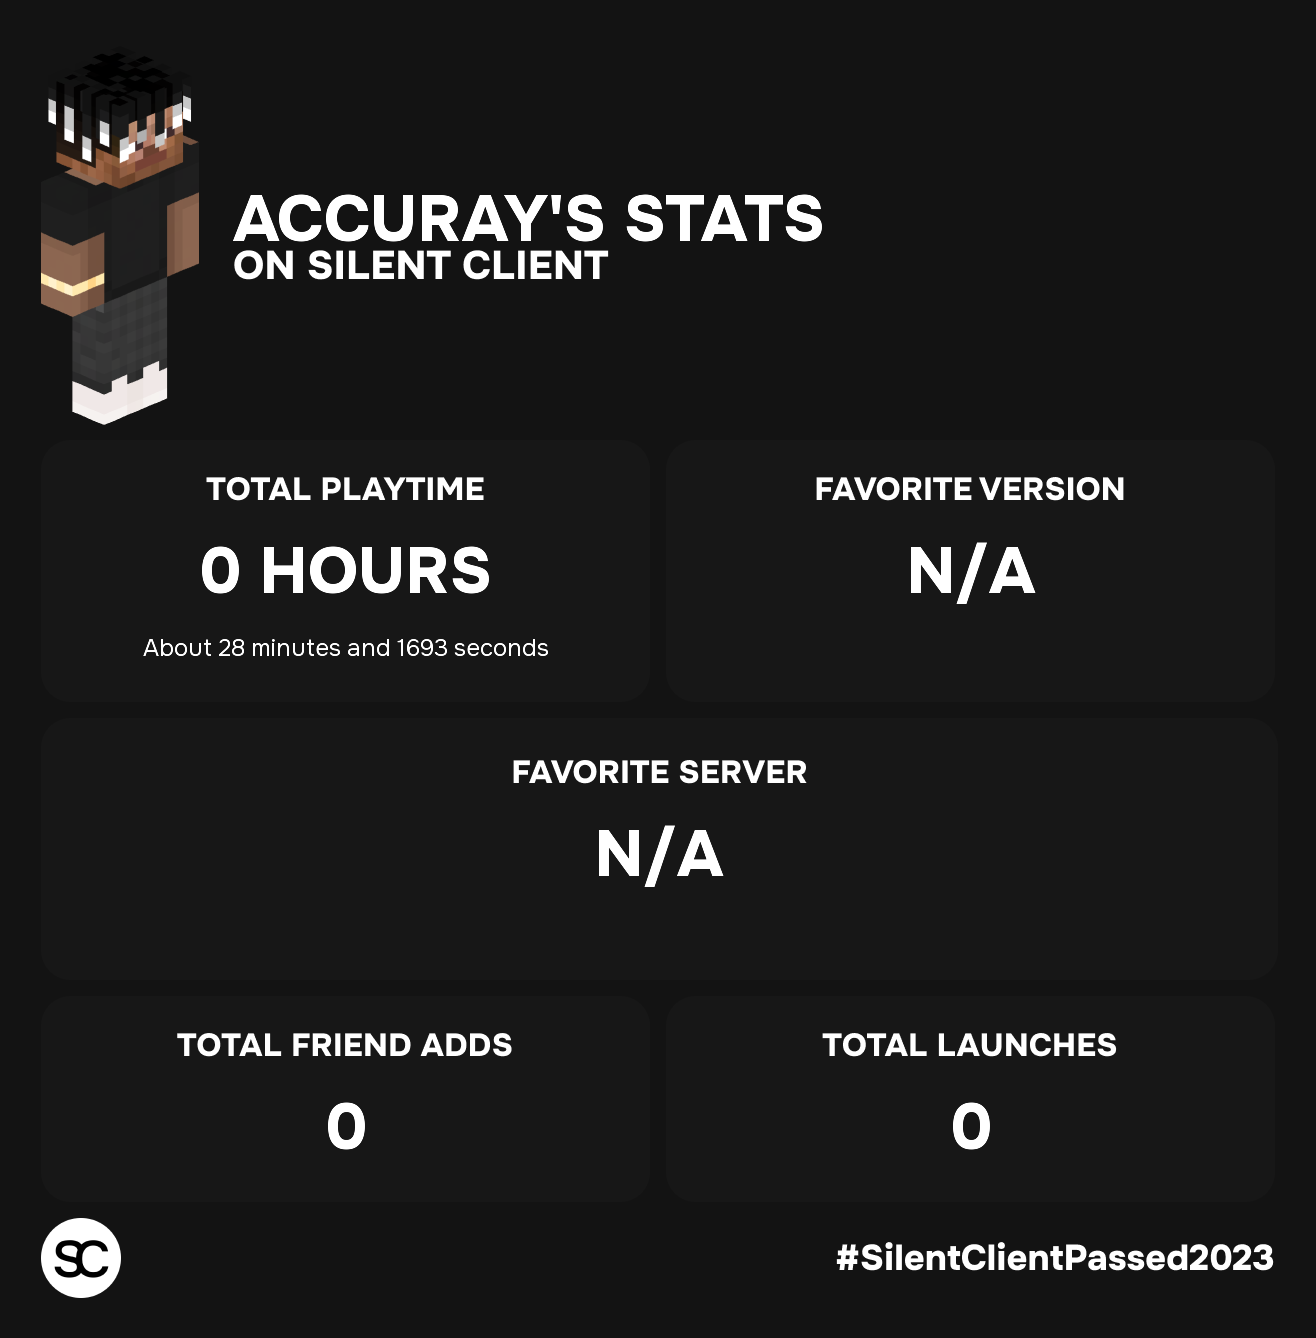 ACCURAY'S STATS
ON SILENT CLIENT
TOTAL PLAYTIME
0 HOURS
About 28 minutes and 1693 seconds
FAVORITE VERSION
N/A
FAVORITE SERVER
N/A
TOTAL FRIEND ADDS
0
TOTAL LAUNCHES
0
SC
#SilentClientPassed2023